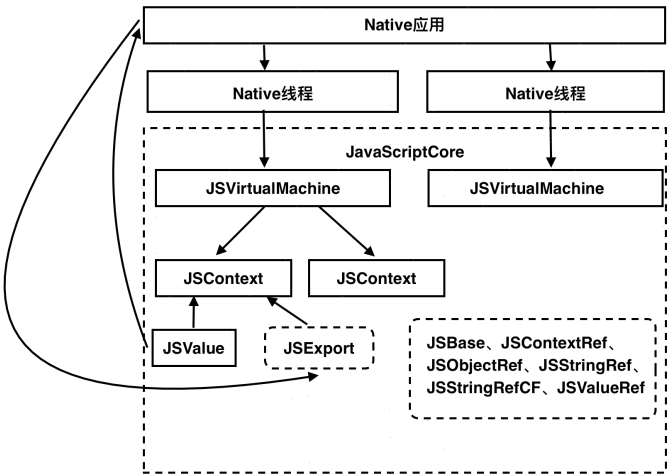 Native应用
Native线程
Native线程
JavaScriptCore
JSVirtualMachine
JSVirtualMachine
JSContext
JSContext
JSValue
JSExport
JSBase、JSContextRef、
JSObjectRef、JSStringRef、
JSStringRefCF、JSValueRef